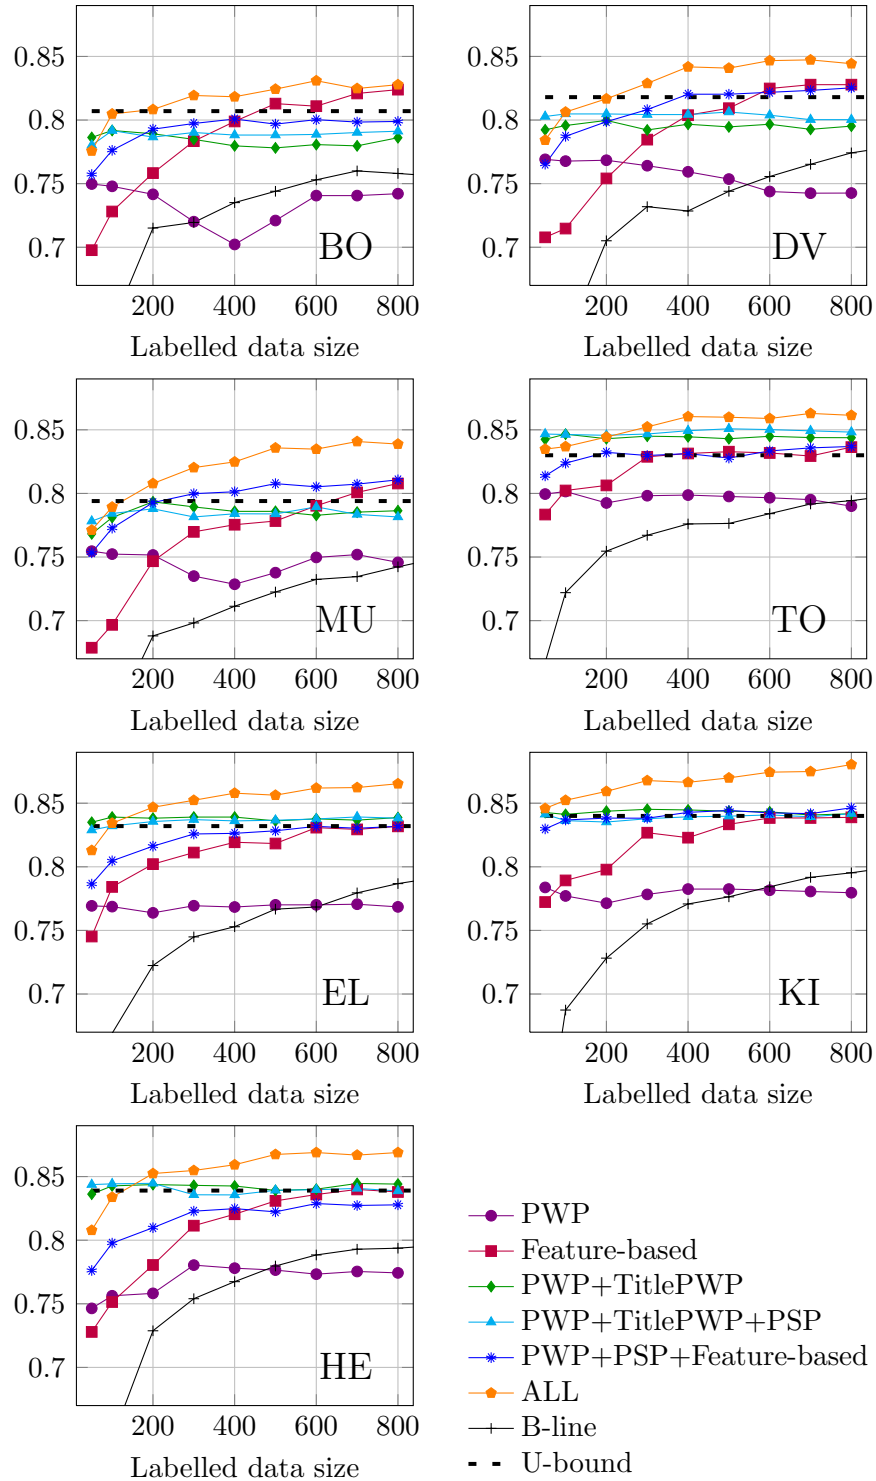 0.85
0.8
0.75
0.7
BO
200 400 600 800
Labelled data size
0.85
0.8
0.75
0.7
DV
200 400 600 800
Labelled data size
0.85
0.8
0.75
0.7
MU
200 400 600 800
Labelled data size
0.85
0.8
0.75
0.7
TO
200 400 600 800
Labelled data size
0.85
0.8
0.75
0.7
EL
200 400 600 800
Labelled data size
0.85
0.8
0.75
0.7
KI
200 400 600 800
Labelled data size
0.85
0.8
0.75
0.7
HE
200 400 600 800
Labelled data size
PWP
Feature-based
PWP+TitlePWP
PWP+TitlePWP+PSP
PWP+PSP+Feature-based
ALL
B-line
U-bound